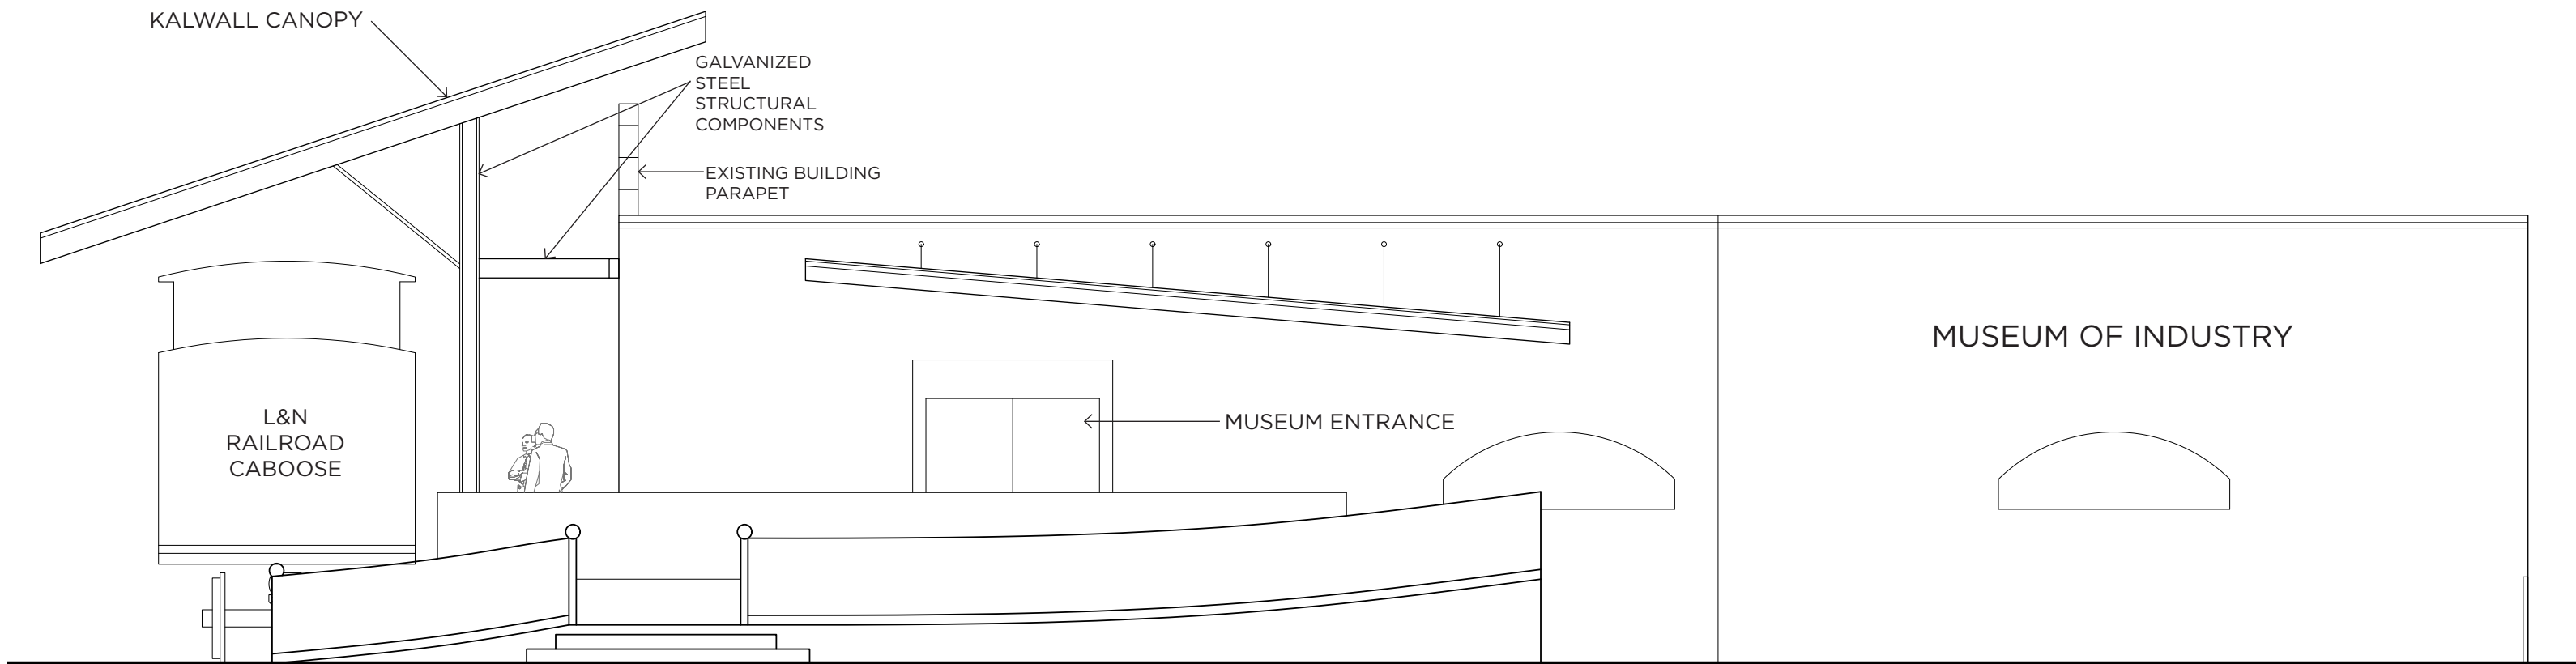 KALWALL CANOPY
GALVANIZED
STEEL
STRUCTURAL
COMPONENTS
EXISTING BUILDING
PARAPET
MUSEUM OF INDUSTRY
L&N
RAILROAD
CABOOSE
MUSEUM ENTRANCE